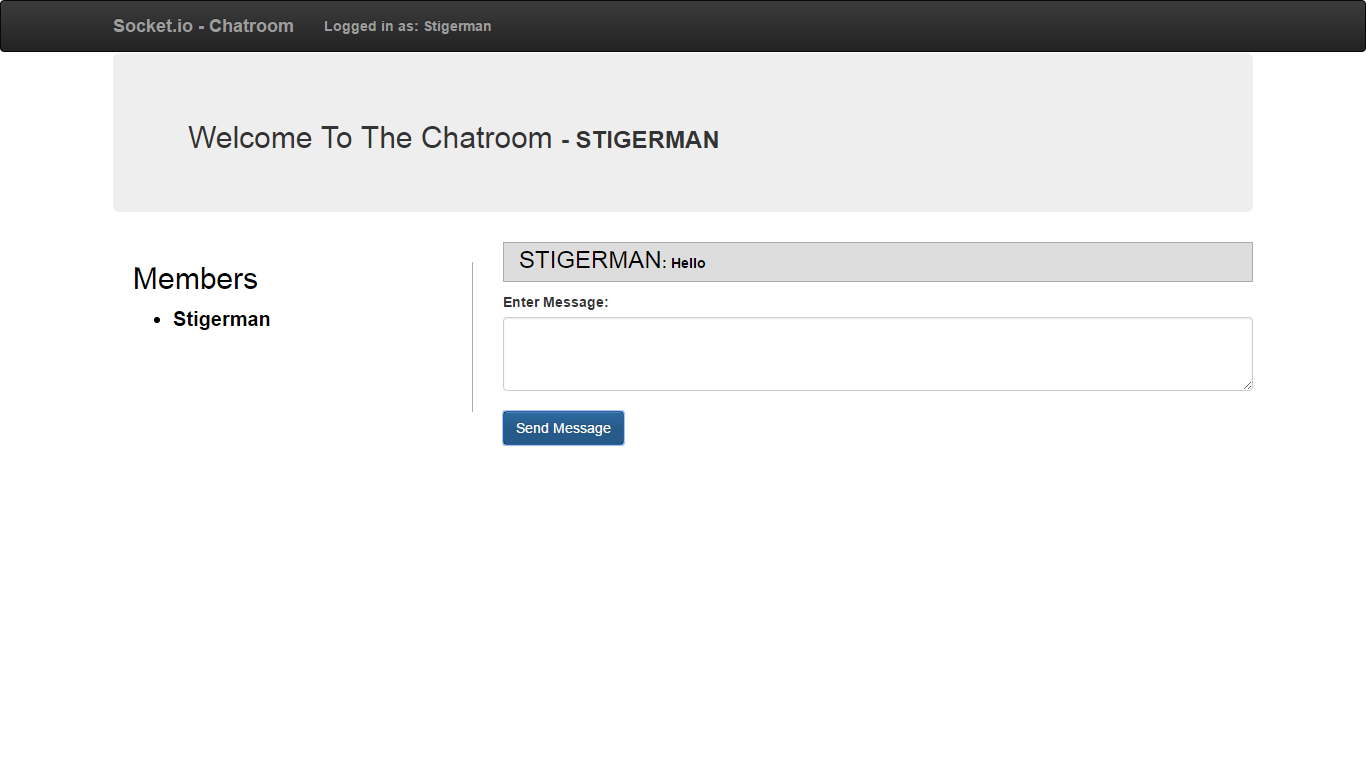 Socket.io - Chatroom Logged in as: Stigerman
Welcome To The Chatroom - STIGERMAN
Members
Stigerman
STIGERMAN: Hello
Enter Message:
Send Message